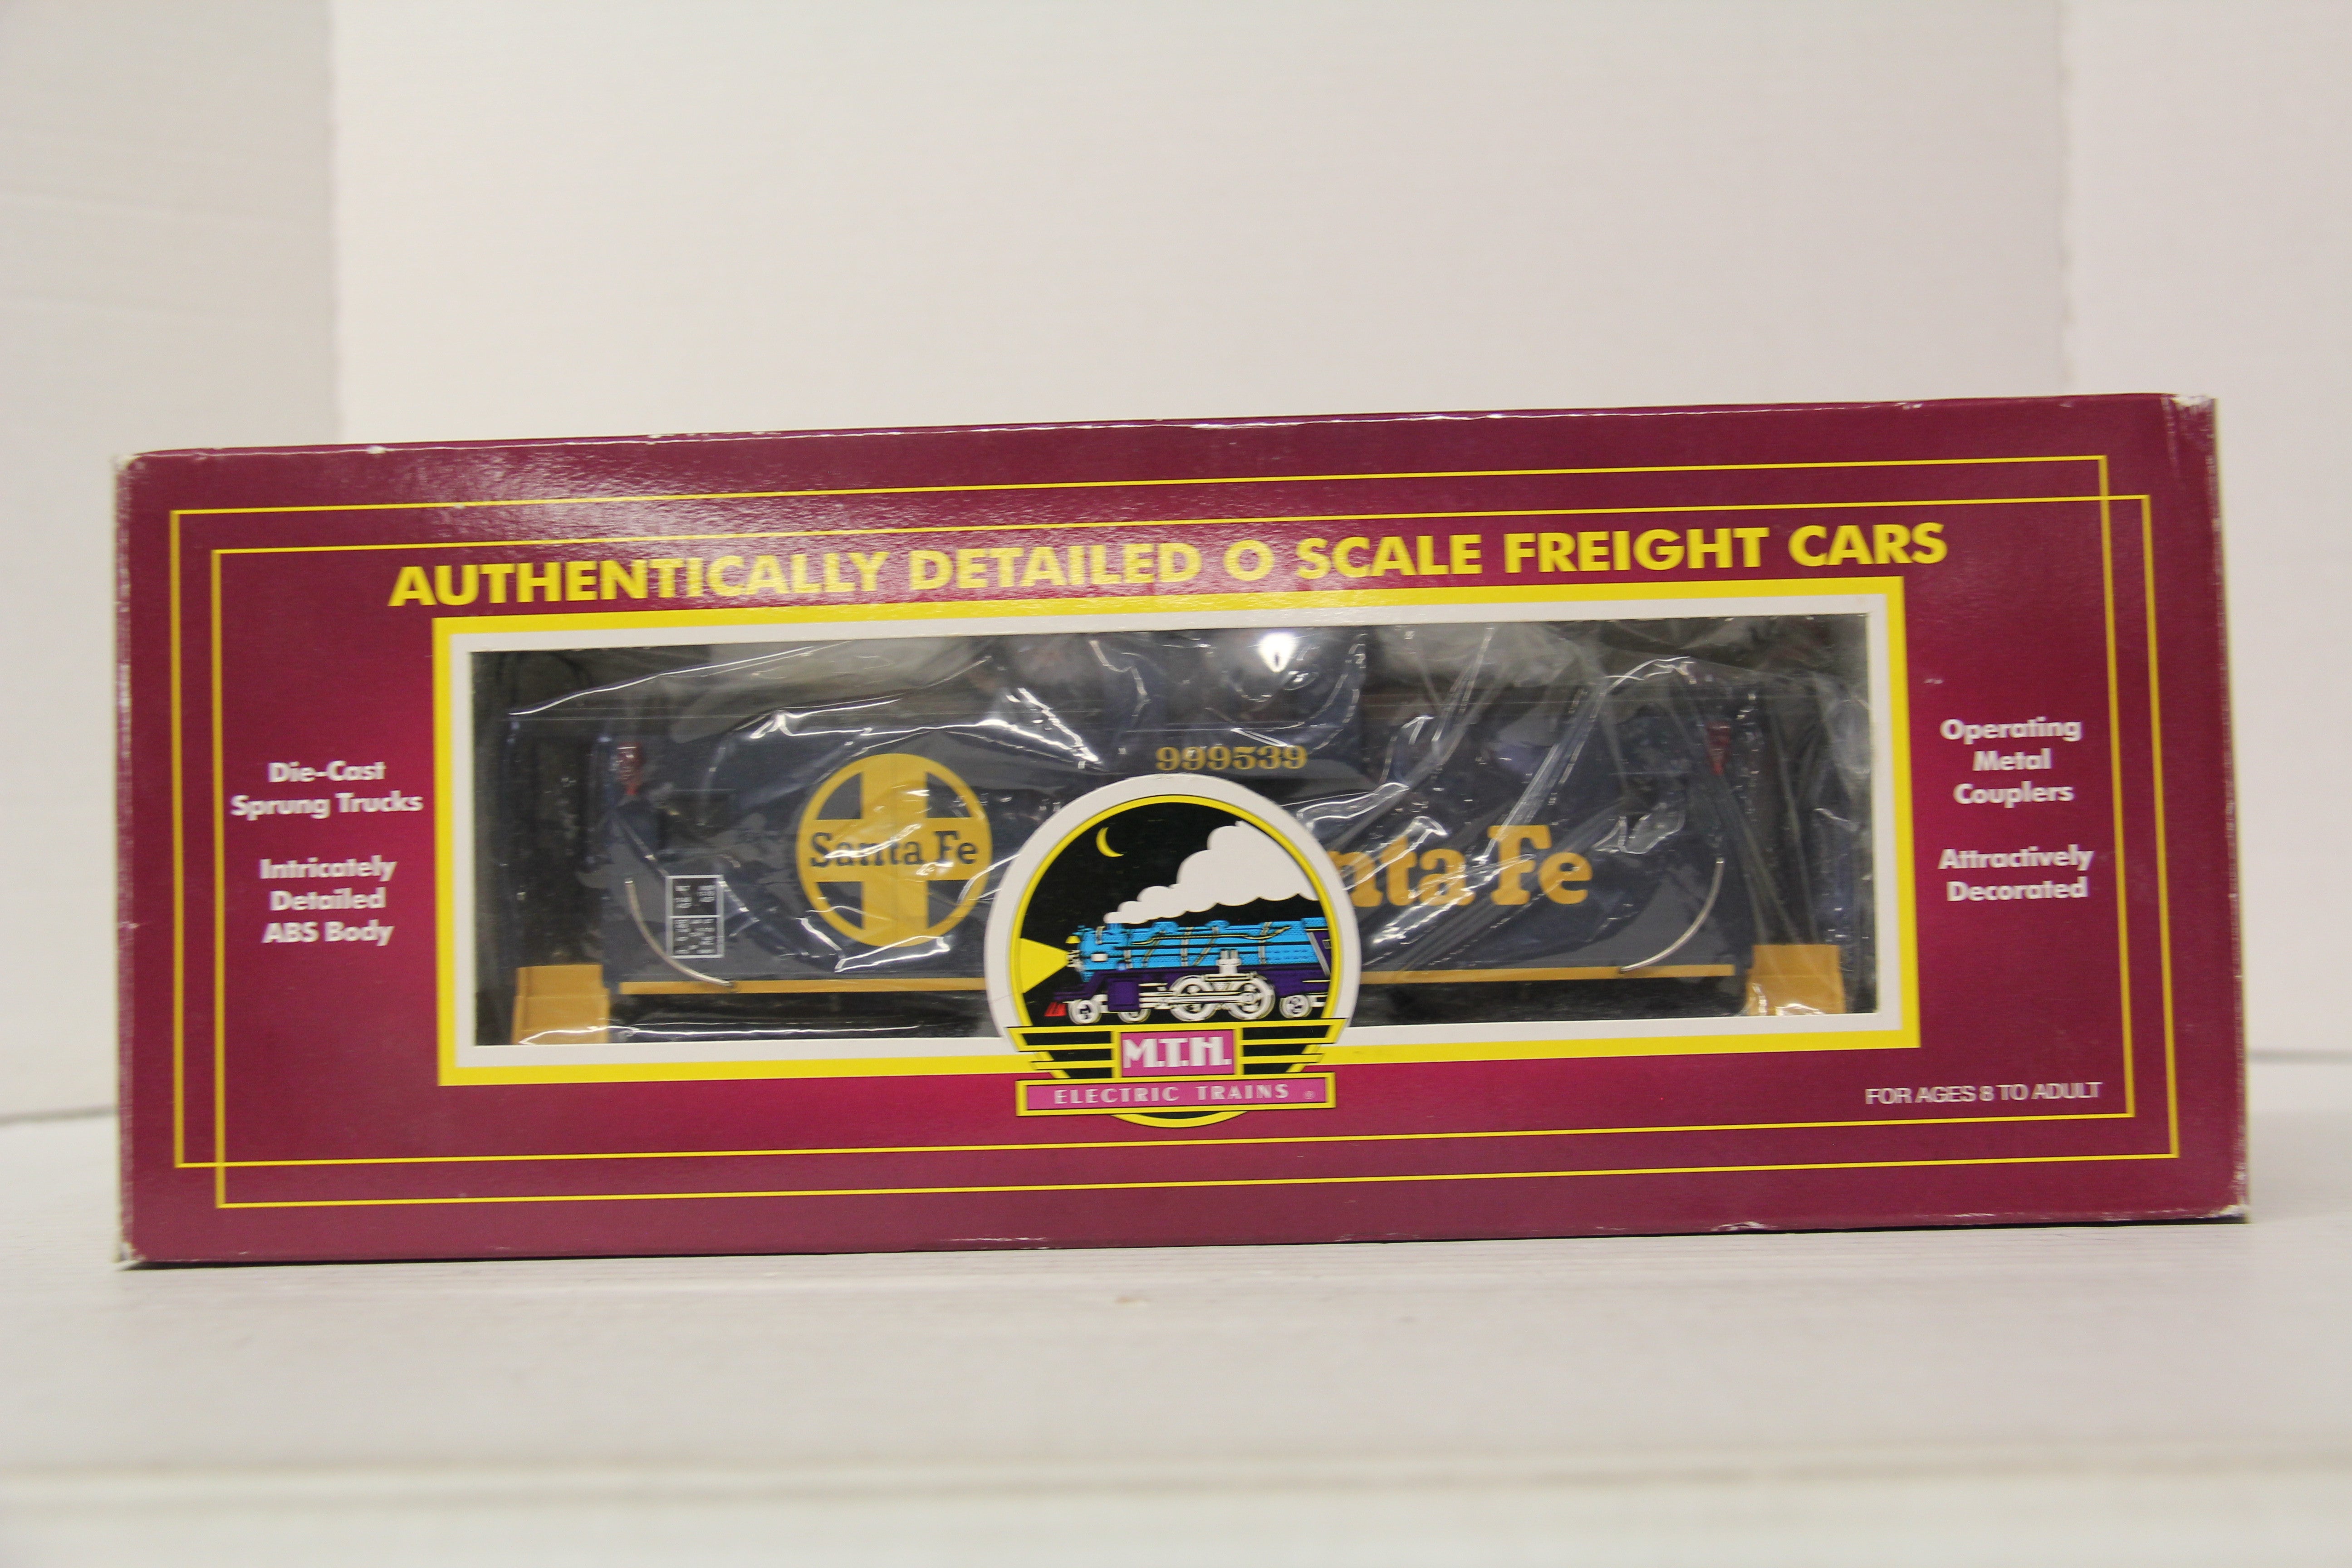 AUTHENTICALLY DETAILED O SCALE FREIGHT CARS
Die-Cast
Sprung Trucks
Intricately
Detailed
ABS Body
999539
Santa Fe
nta Fe
Operating
Metal
Couplers
Attractively
Decorated
M.T.H.
ELECTRIC TRAINS
FOR AGES 8 TO ADULT